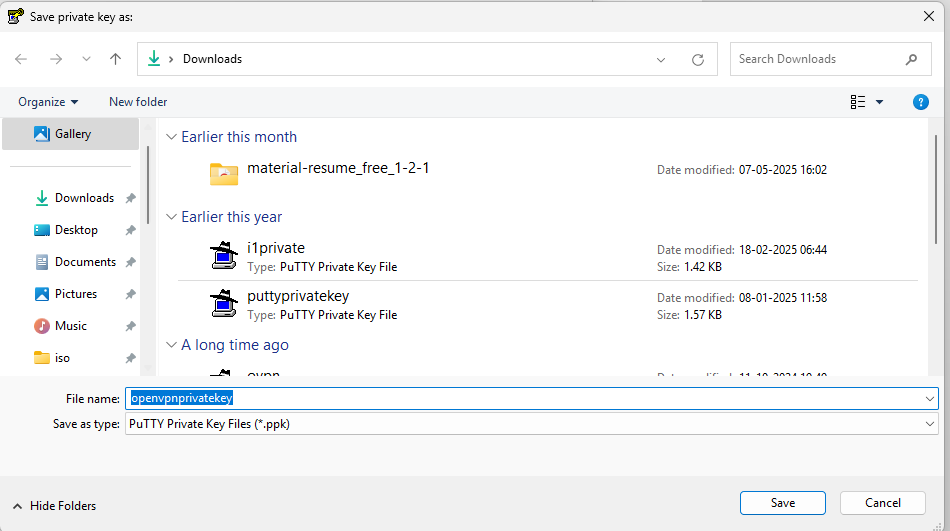 Save private key as:
Downloads
Search Downloads
Organize
New folder
?
Gallery
Downloads
Desktop
Documents
Pictures
Music
iso
Earlier this month
material-resume_free_1-2-1
Date modified: 07-05-2025 16:02
Earlier this year
i1private
Date modified: 18-02-2025 06:44
Type: PuTTY Private Key File
Size: 1.42 KB
puttyprivatekey
Date modified: 08-01-2025 11:58
Type: PuTTY Private Key File
Size: 1.57 KB
A long time ago
File name: openvpnprivatekey
Save as type: PuTTY Private Key Files (*.ppk)
Hide Folders
Save
Cancel